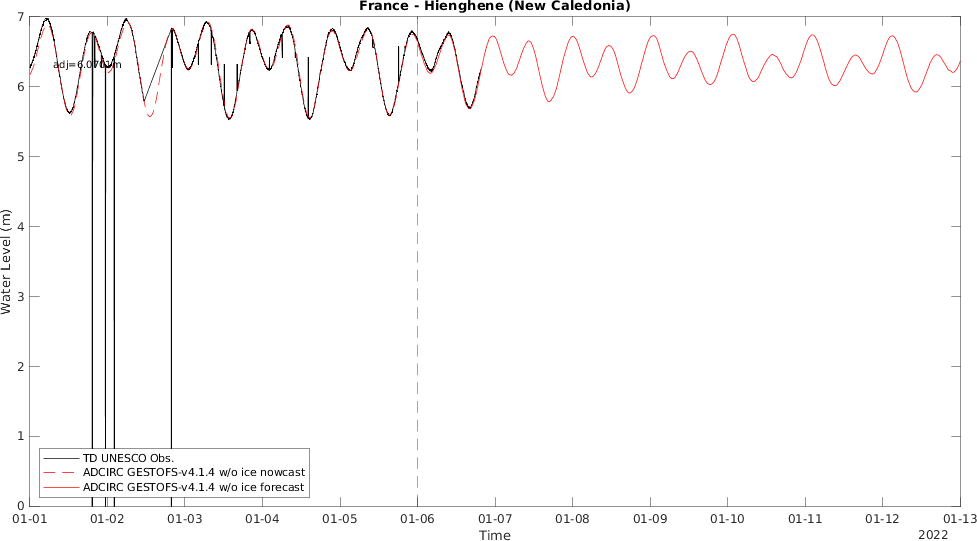 France - Hienghene (New Caledonia)
7
6
5
4
3
2
1
0
Water Level (m)
adj=6.0701m
TD UNESCO Obs.
ADCIRC GESTOFS-v4.1.4 w/o ice nowcast
ADCIRC GESTOFS-v4.1.4 w/o ice forecast
01-01 01-02 01-03 01-04 01-05 01-06 01-07 01-08 01-09 01-10 01-11 01-12 01-13
Time
2022